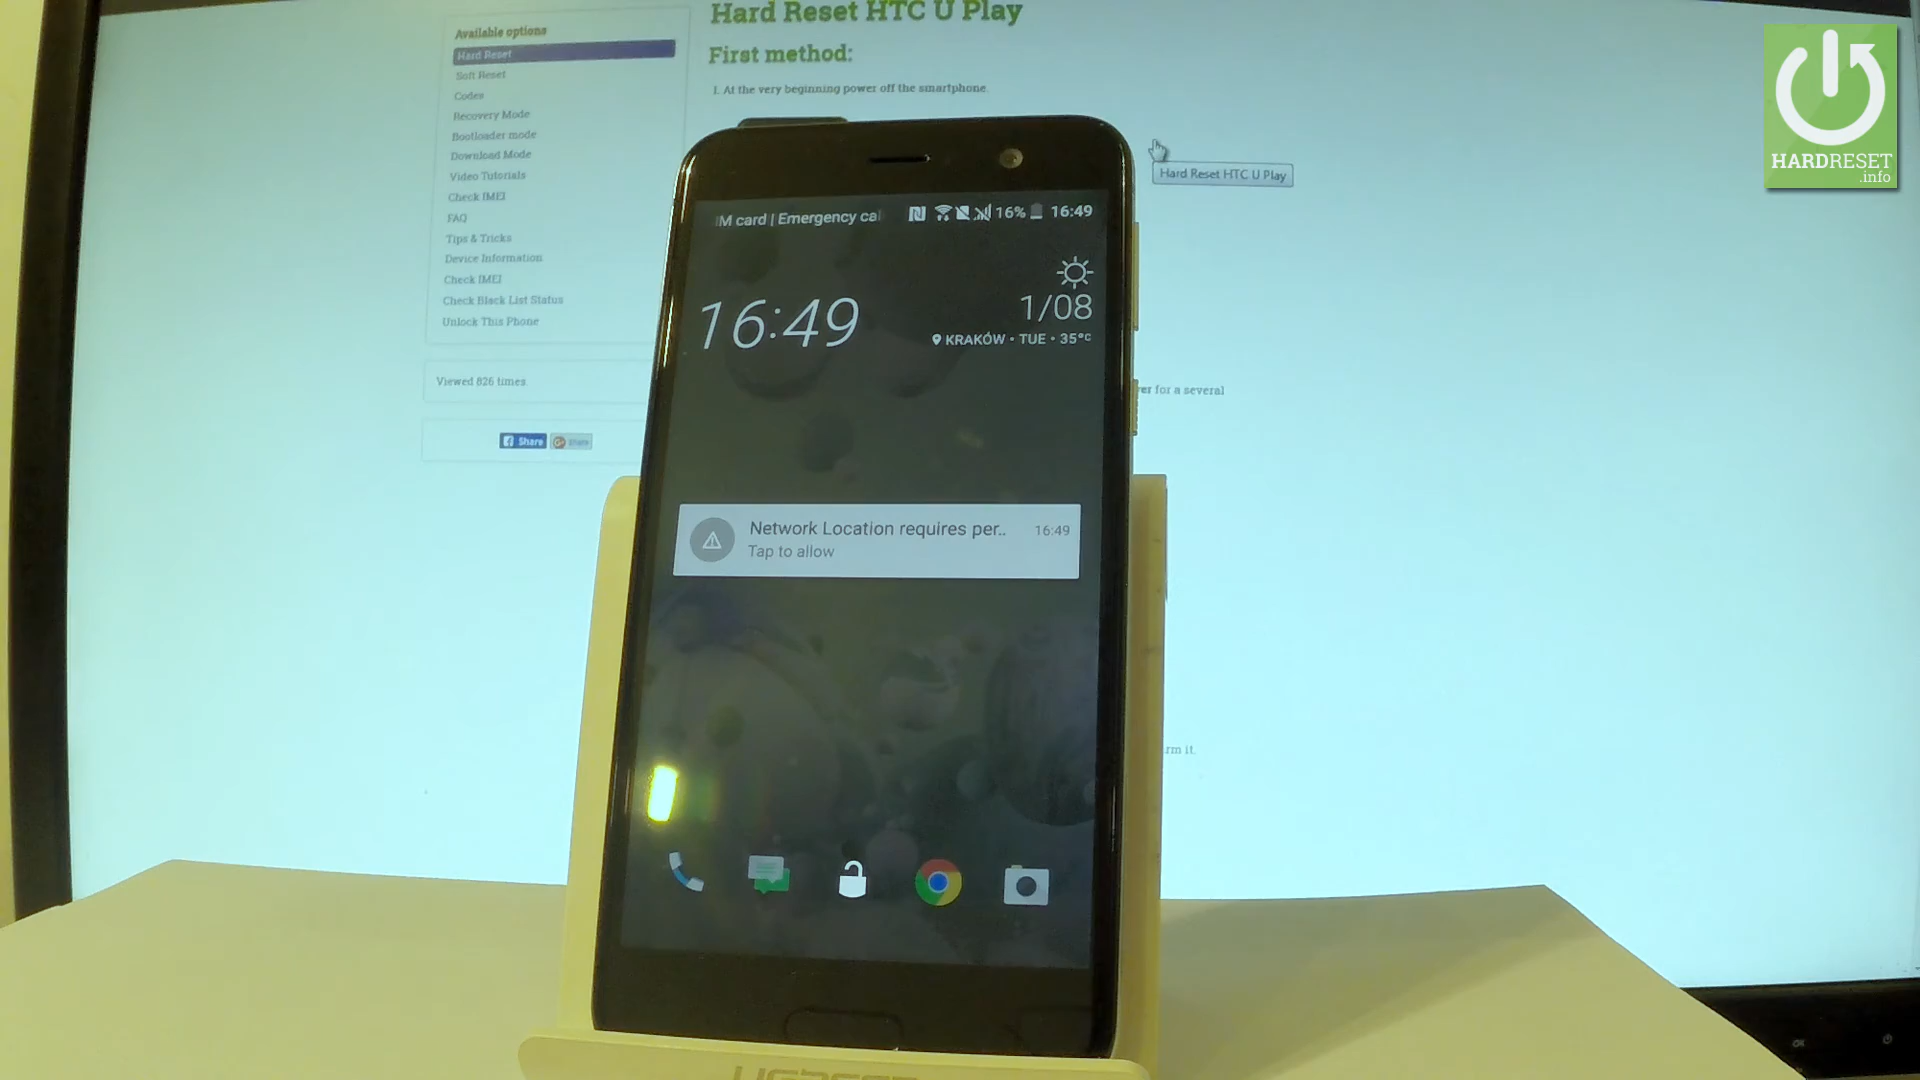 Hard Reset HTC U Play
First method:
1. At the very beginning power off the smartphone.
Available options
Hard Reset
Soft Reset
Codes
Recovery Mode
Bootloader mode
Download Mode
Video Tutorials
Check IMEI
FAQ
Tips & Tricks
Device Information
Check IMEI
Check Black List Status
Unlock This Phone
Viewed 826 times.
Share
Share
Hard Reset HTC U Play
for a several
it.
HARDRESET
.info
M card | Emergency cal
16% 16:49
16:49
1/08
KRAKÓW • TUE • 35°C
Network Location requires per.. 16:49
Tap to allow